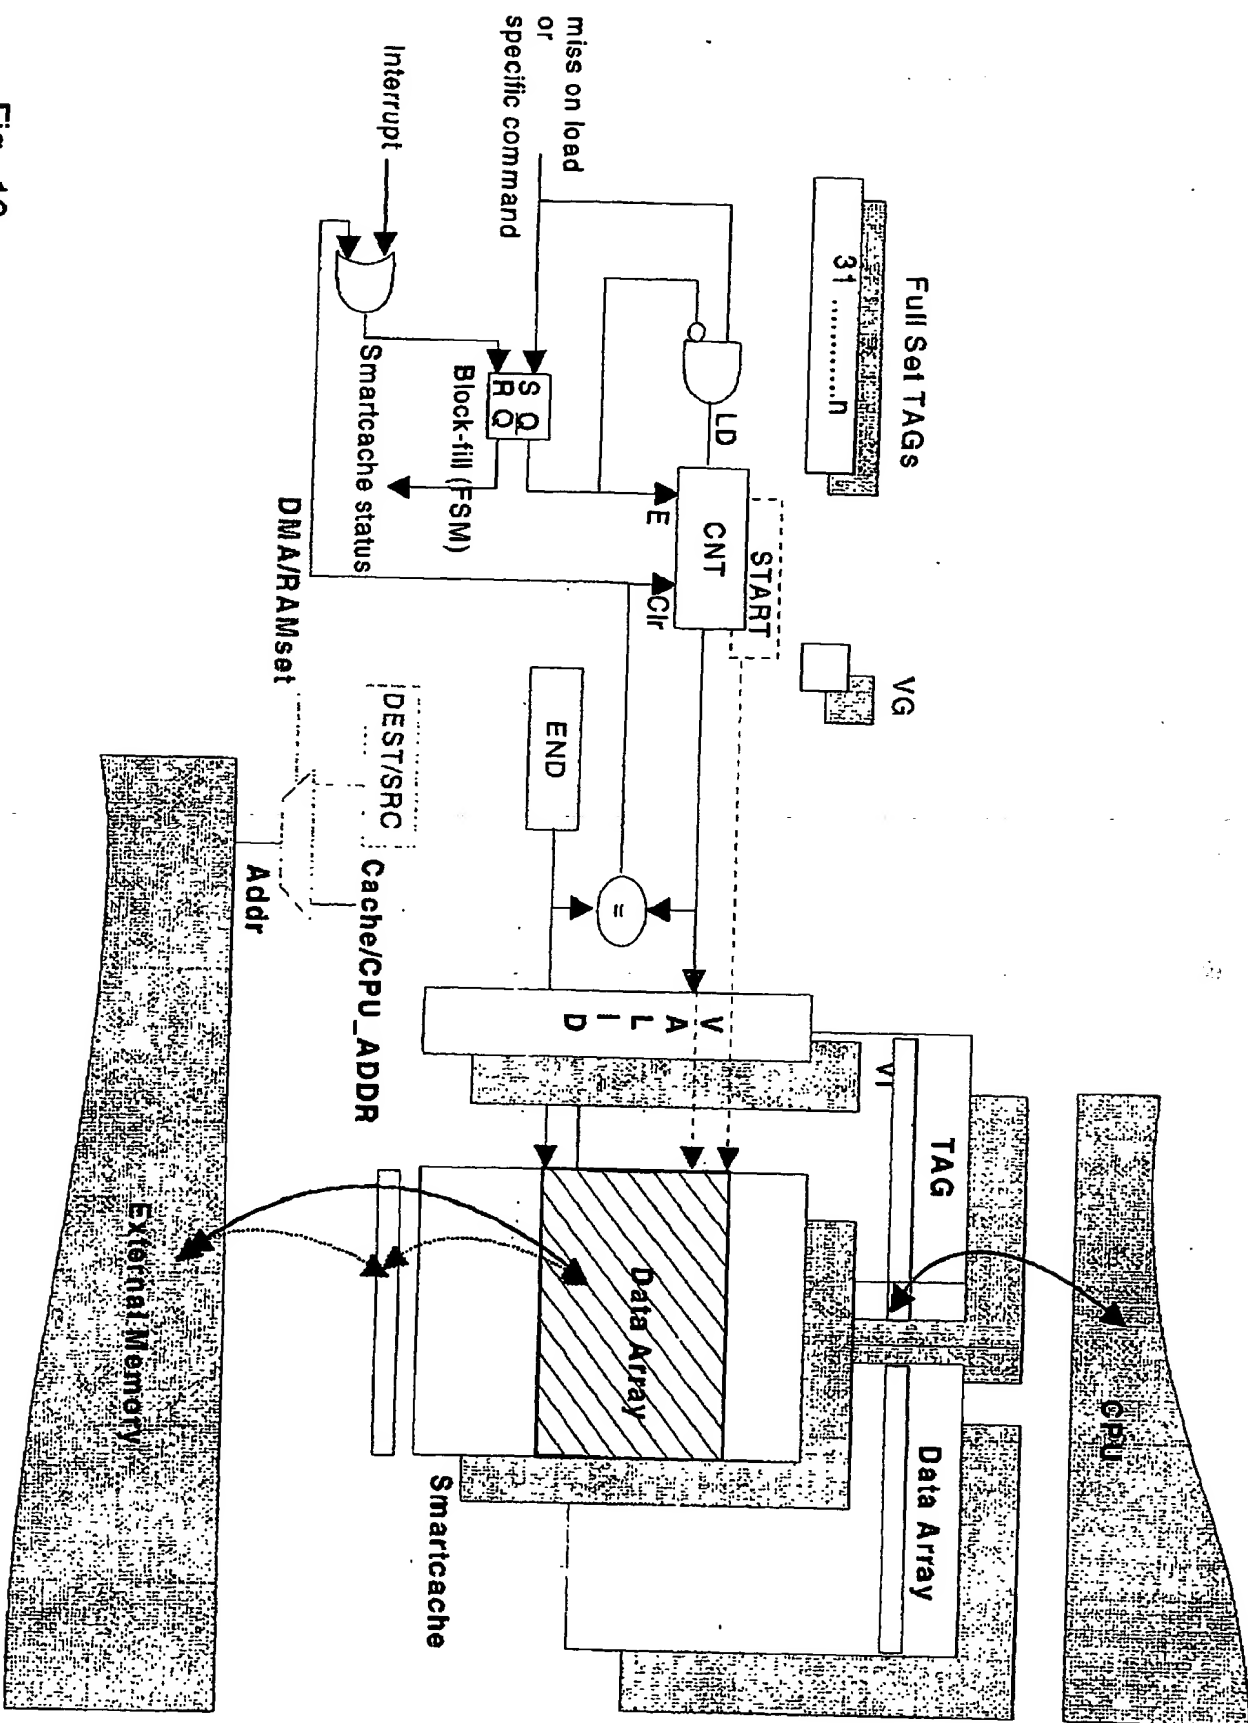 Full Set TAGs
31 ............n
VG
CPU
TAG
VI
Data Array
START
LD
CNT
E
Clr
miss on load
or
specific command
S Q
R Q
Block-fill (FSM)
Interrupt
Smartcache status
END
=
VALID
Data Array
Smartcache
DMA/RAMset
DEST/SRC
Cache/CPU_ADDR
Addr
External Memory